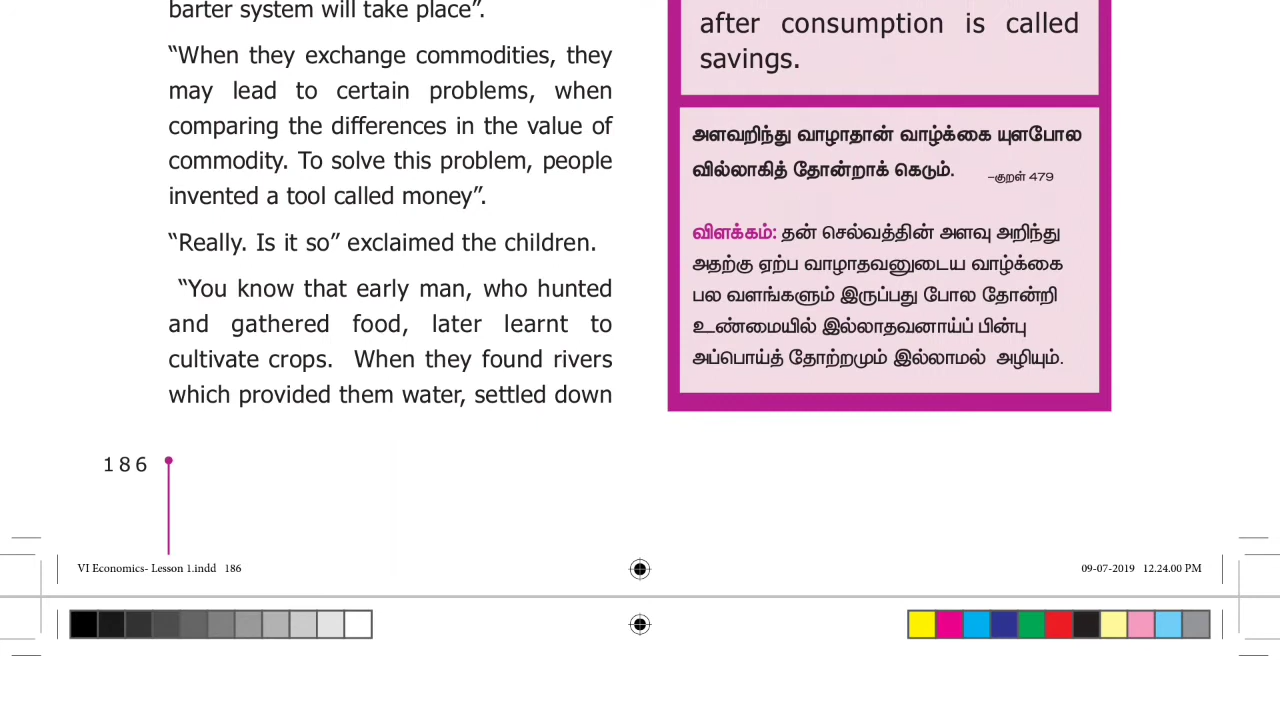 barter system will take place”.
“When they exchange commodities, they
may lead to certain problems, when
comparing the differences in the value of
commodity. To solve this problem, people
invented a tool called money”.
“Really. Is it so” exclaimed the children.
“You know that early man, who hunted
and gathered food, later learnt to
cultivate crops. When they found rivers
which provided them water, settled down
after consumption is called
savings.
அளவறிந்து வாழாதான் வாழ்க்கை யுளபோல
வில்லாகித் தோன்றாக் கெடும்.
–குறள் 479
விளக்கம்: தன் செல்வத்தின் அளவு அறிந்து
அதற்கு ஏற்ப வாழாதவனுடைய வாழ்க்கை
பல வளங்களும் இருப்பது போல தோன்றி
உண்மையில் இல்லாதவனாய்ப் பின்பு
அப்பொய்த் தோற்றமும் இல்லாமல் அழியும்.
186
VI Economics- Lesson 1.indd 186
09-07-2019 12.24.00 PM